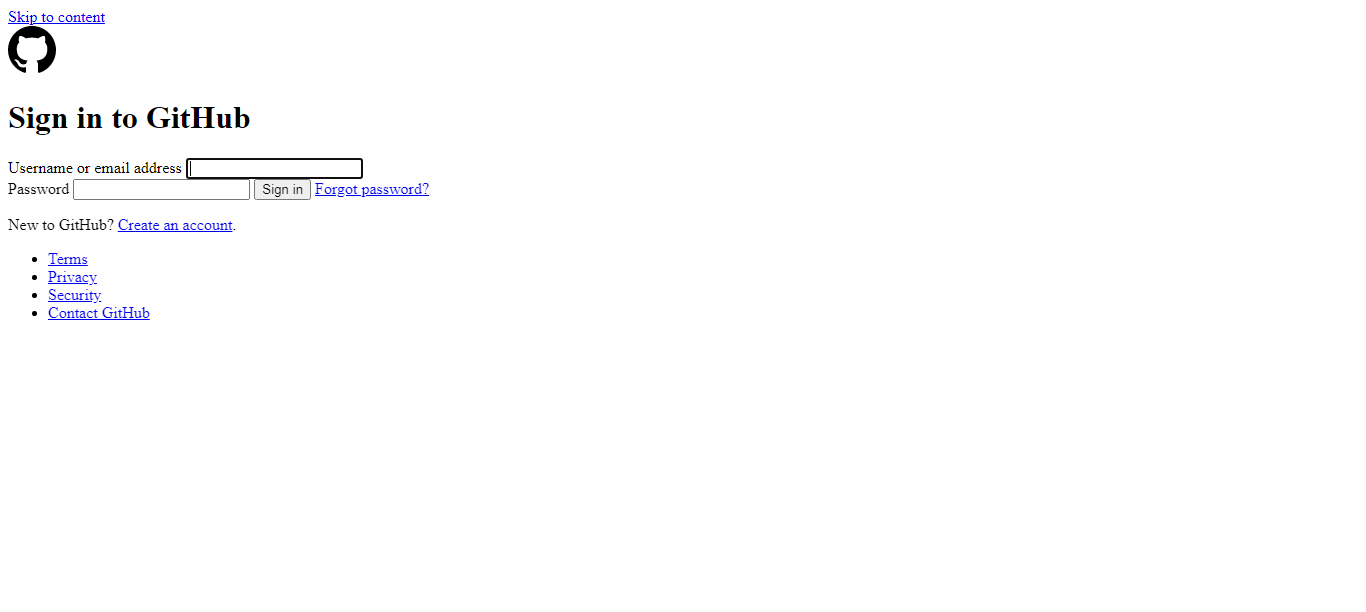 Skip to content
Sign in to GitHub
Username or email address
Password Sign in Forgot password?
New to GitHub? Create an account.
Terms
Privacy
Security
Contact GitHub